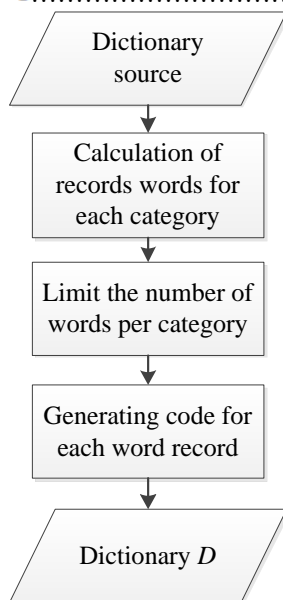 Dictionary
source
Calculation of
records words for
each category
Limit the number of
words per category
Generating code for
each word record
Dictionary D